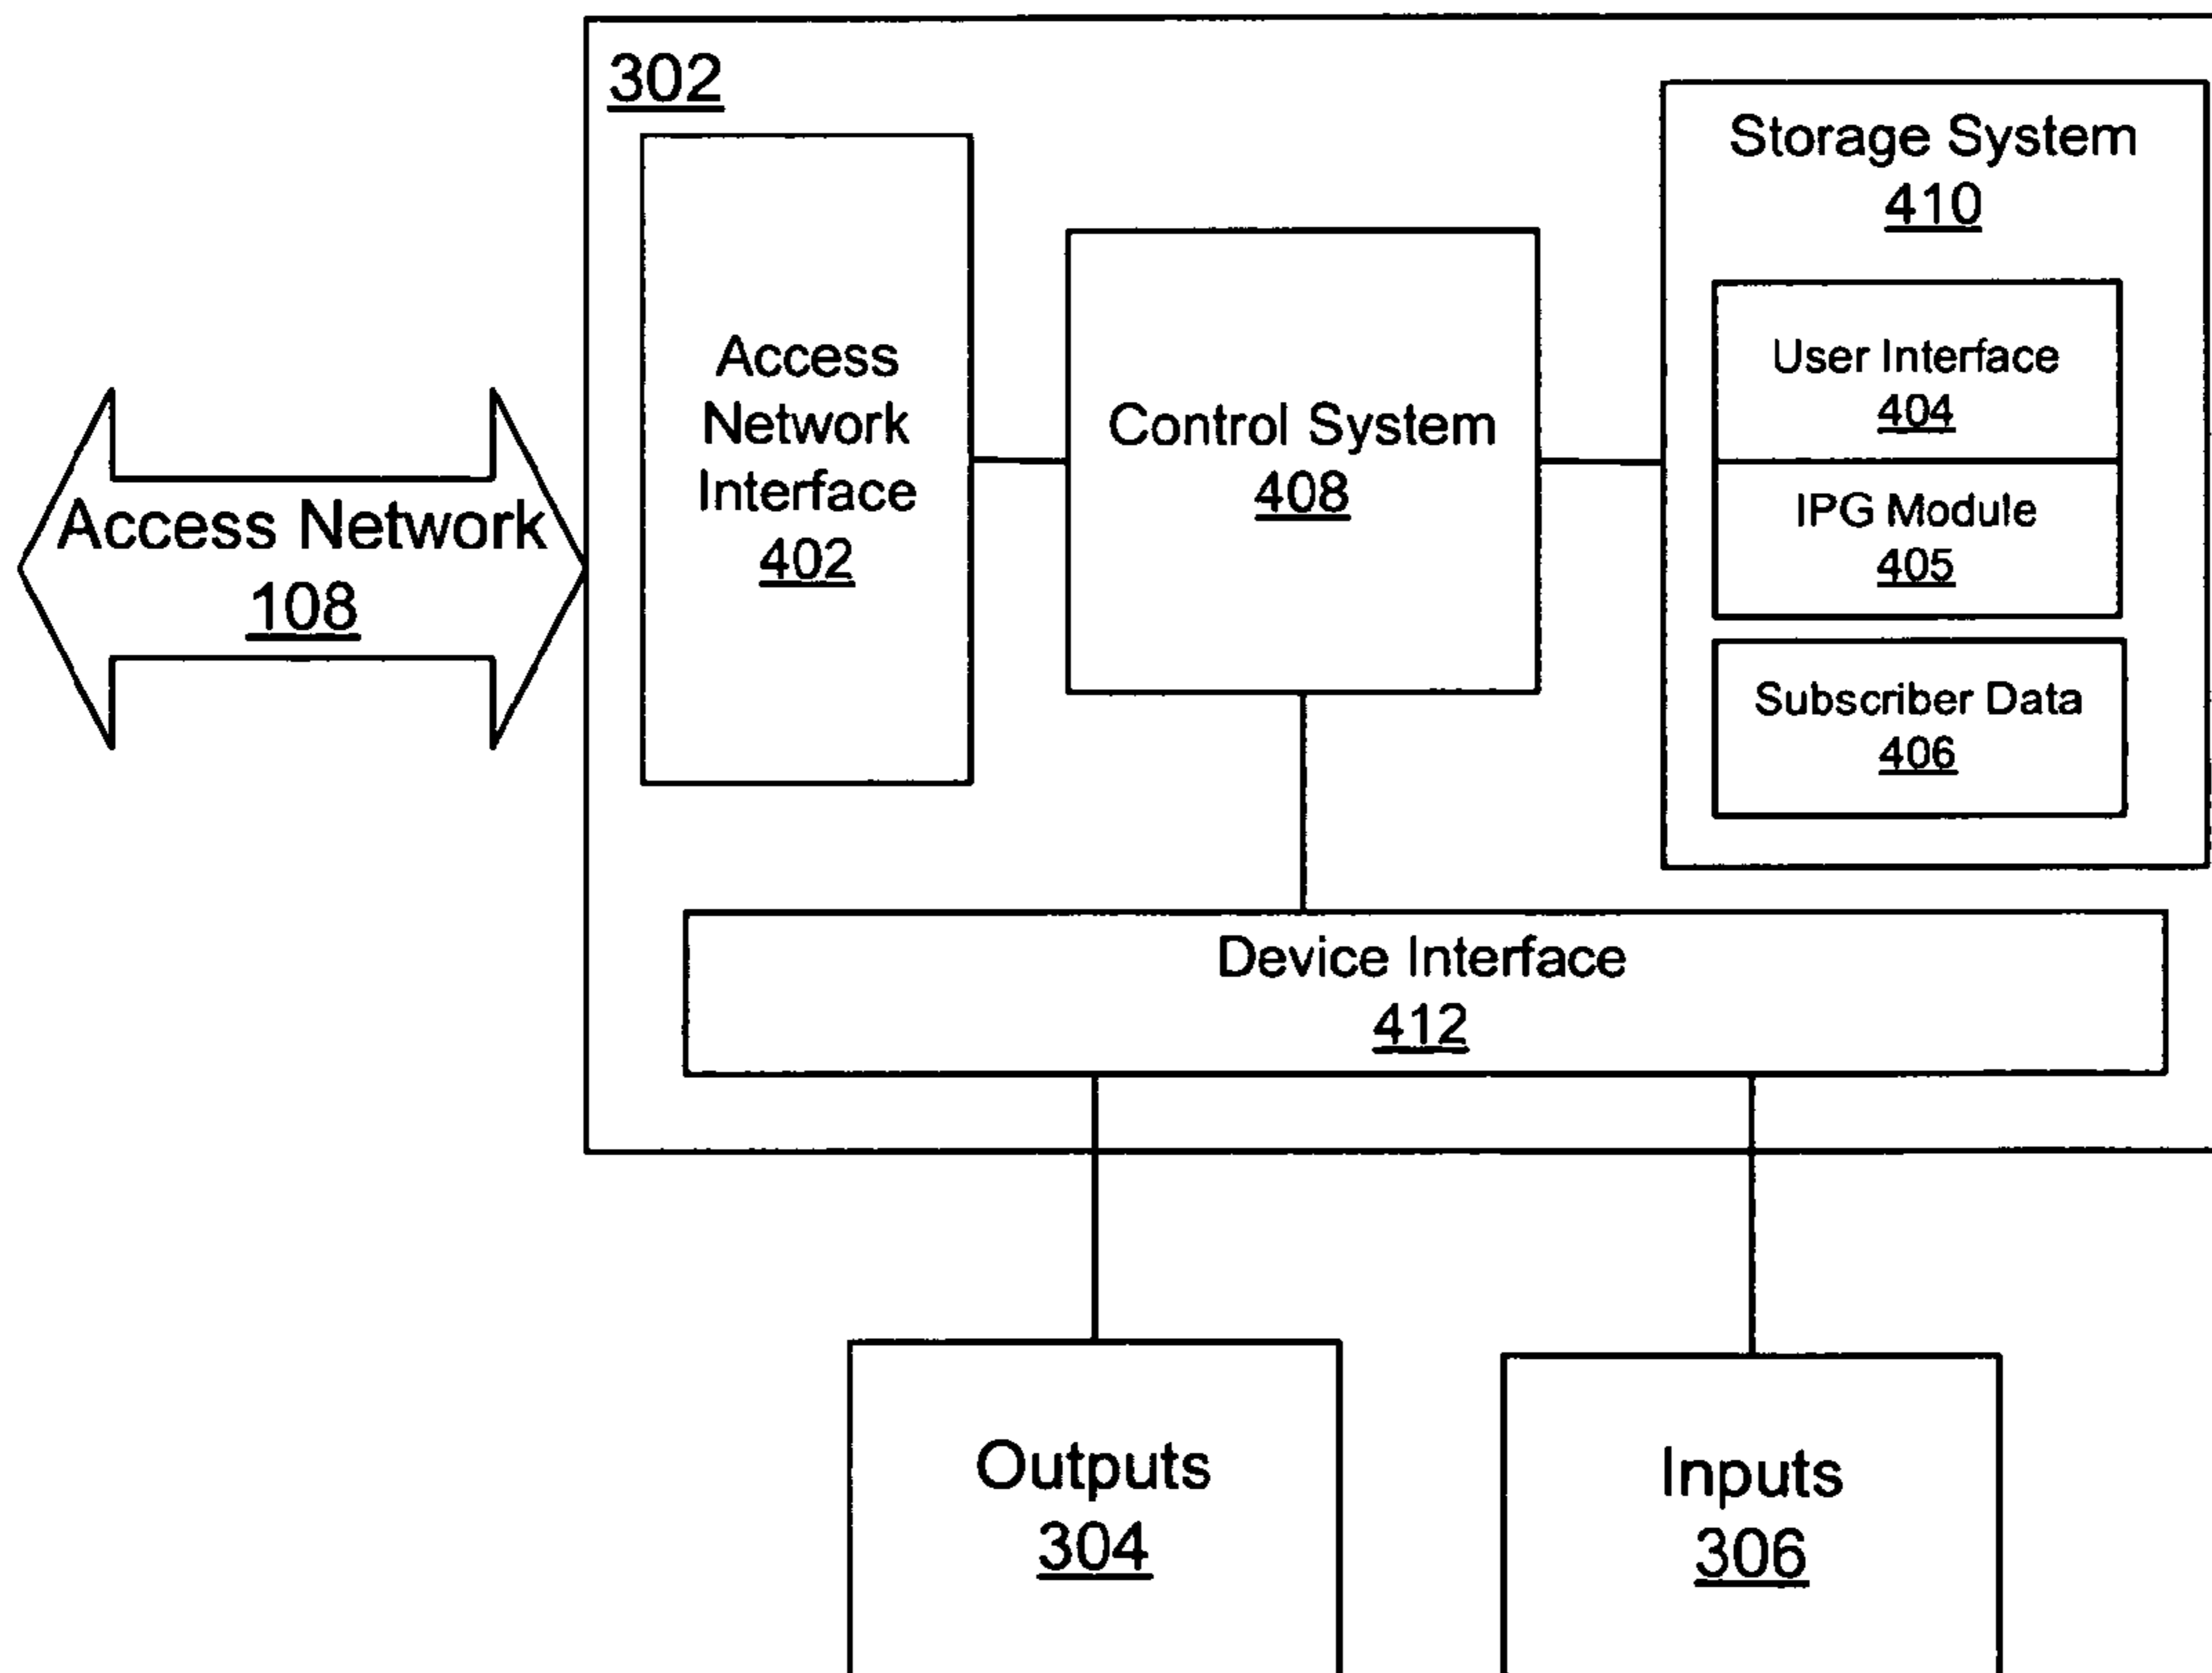 302
Storage System
410
User Interface
404
IPG Module
405
Subscriber Data
406
Access
Network
Interface
402
Control System
408
Access Network
108
Device Interface
412
Outputs
304
Inputs
306